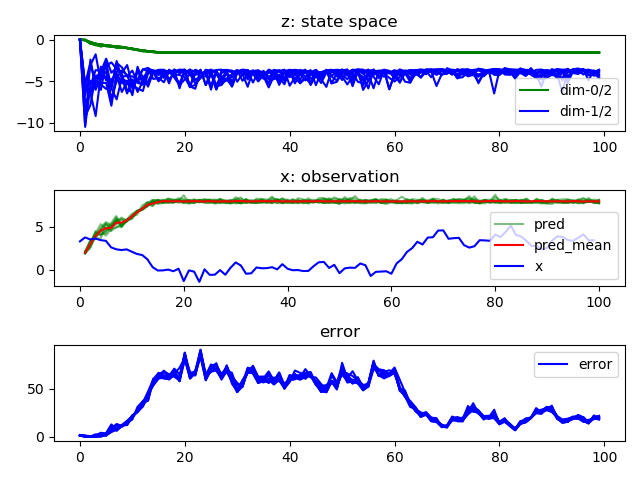 z: state space
0
−5
−10
dim-0/2
dim-1/2
0 20 40 60 80 100
x: observation
5
0
pred
pred_mean
x
0 20 40 60 80 100
error
50
0
error
0 20 40 60 80 100